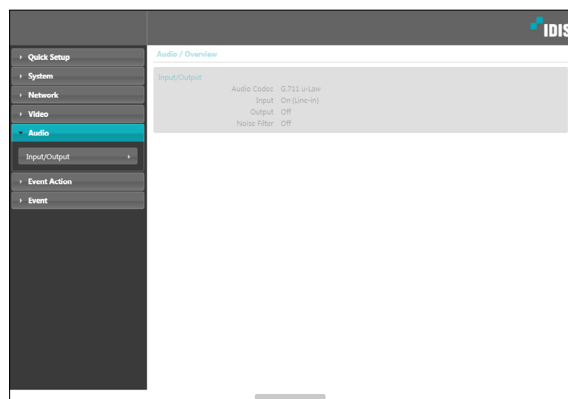 IDIS
Quick Setup
System
Network
Video
Audio
Input/Output
Event Action
Event
Audio / Overview
Input/Output
Audio Codec G.711 u-Law
Input On (Line-in)
Output Off
Noise Filter Off